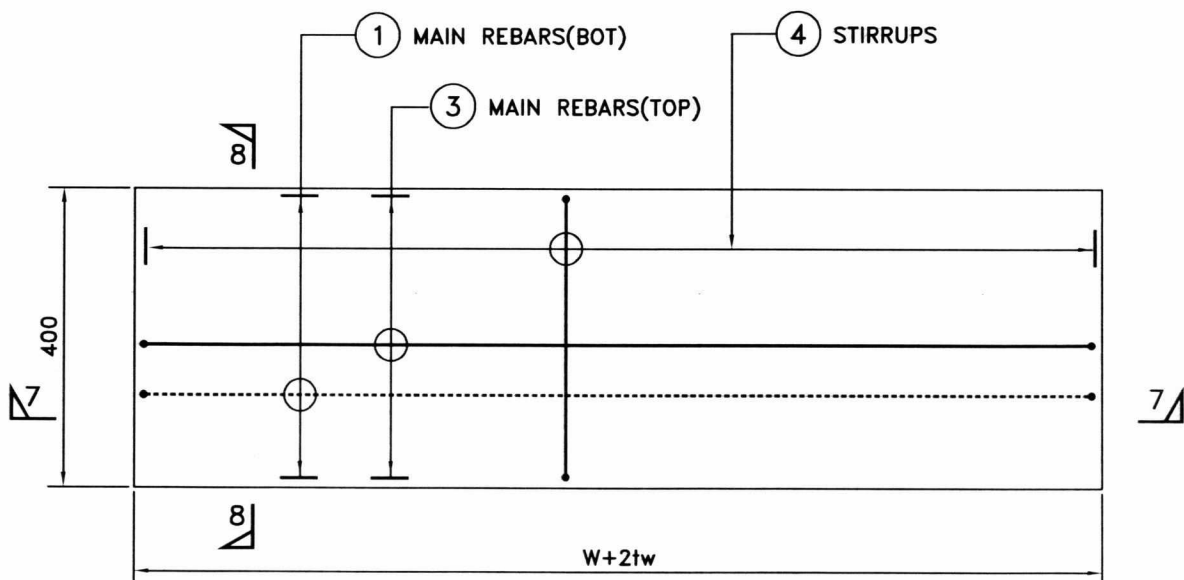 1 MAIN REBARS(BOT)
4 STIRRUPS
3 MAIN REBARS(TOP)
8
400
7
7
8
W+2tw